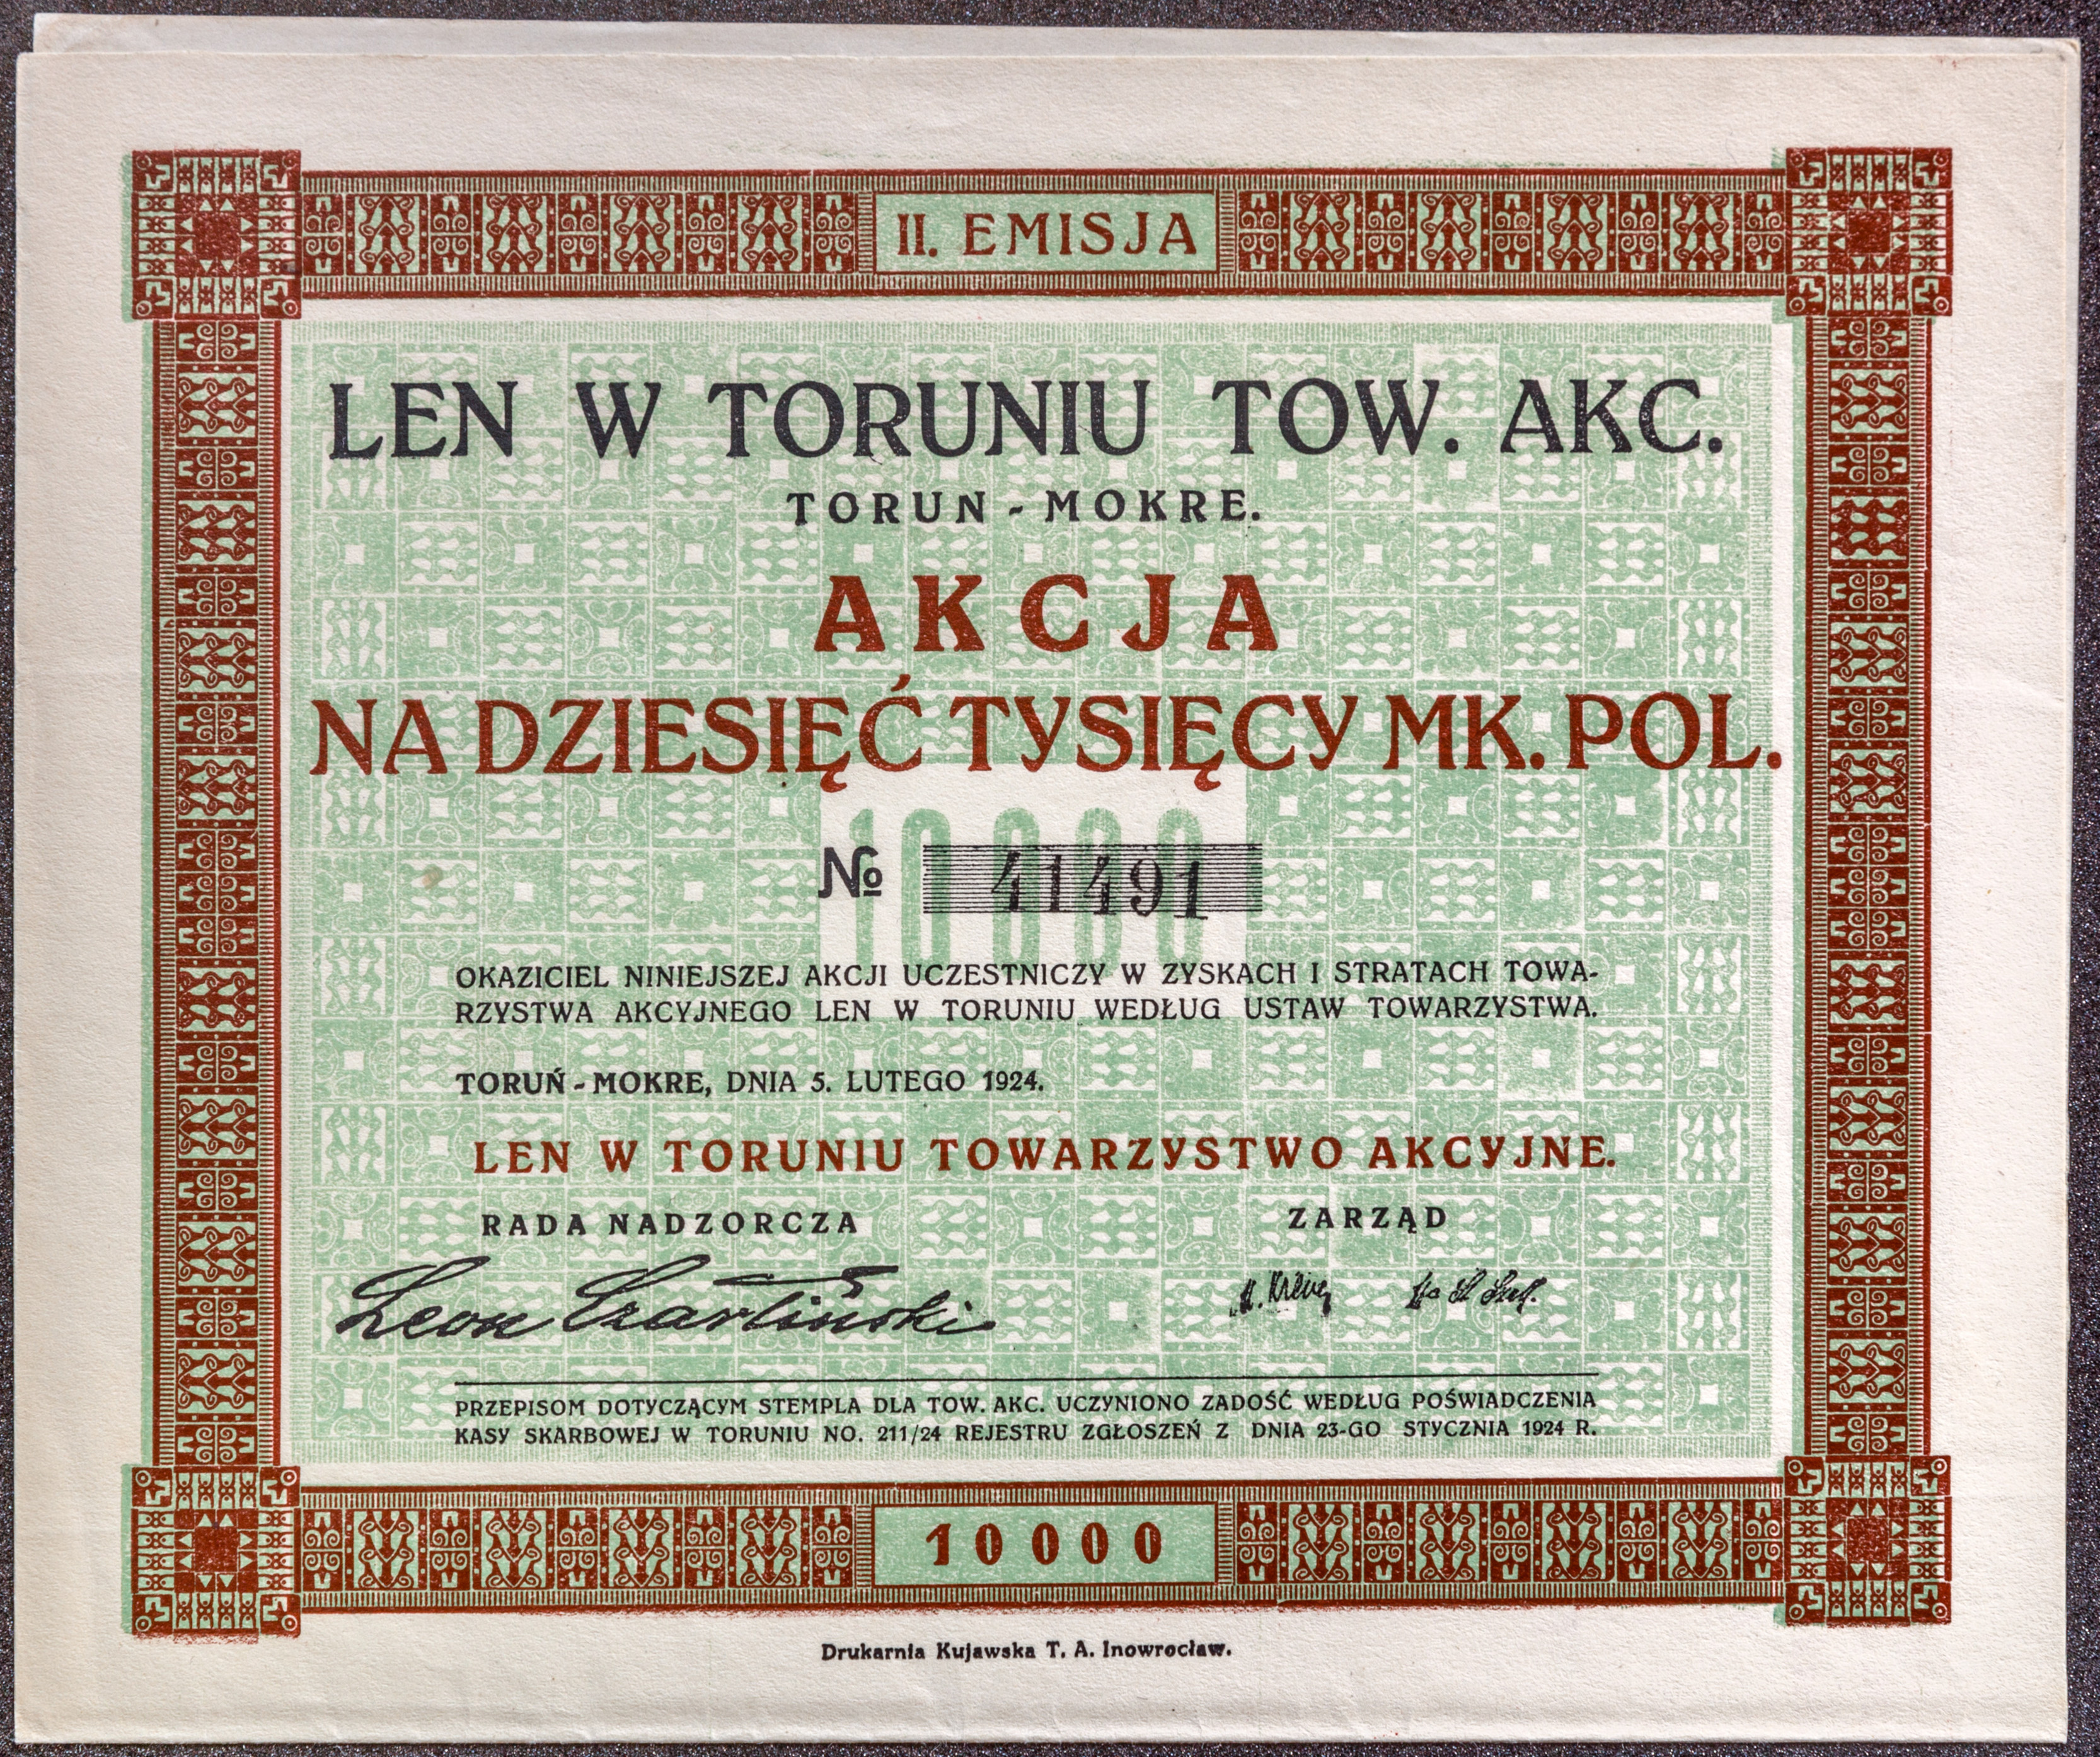 II. EMISJA
LEN W TORUNIU TOW. AKC.
TORUN - MOKRE.
AKCJA
NA DZIESIĘĆ TYSIĘCY MK. POL.
10000
№ 41491
OKAZICIEL NINIEJSZEJ AKCJI UCZESTNICZY W ZYSKACH I STRATACH TOWA-
RZYSTWA AKCYJNEGO LEN W TORUNIU WEDŁUG USTAW TOWARZYSTWA.
TORUŃ - MOKRE, DNIA 5. LUTEGO 1924.
LEN W TORUNIU TOWARZYSTWO AKCYJNE.
RADA NADZORCZA ZARZĄD
Leon Czarliński
PRZEPISOM DOTYCZĄCYM STEMPLA DLA TOW. AKC. UCZYNIONO ZADOŚĆ WEDŁUG POŚWIADCZENIA
KASY SKARBOWEJ W TORUNIU NO. 211/24 REJESTRU ZGŁOSZEŃ Z DNIA 23-GO STYCZNIA 1924 R.
10000
Drukarnia Kujawska T. A. Inowrocław.